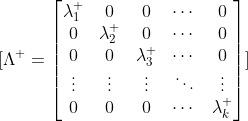 [Λ⁺ =
λ₁⁺ 0 0 ⋯ 0
0 λ₂⁺ 0 ⋯ 0
0 0 λ₃⁺ ⋯ 0
⋮ ⋮ ⋮ ⋱ ⋮
0 0 0 ⋯ λₖ⁺
]